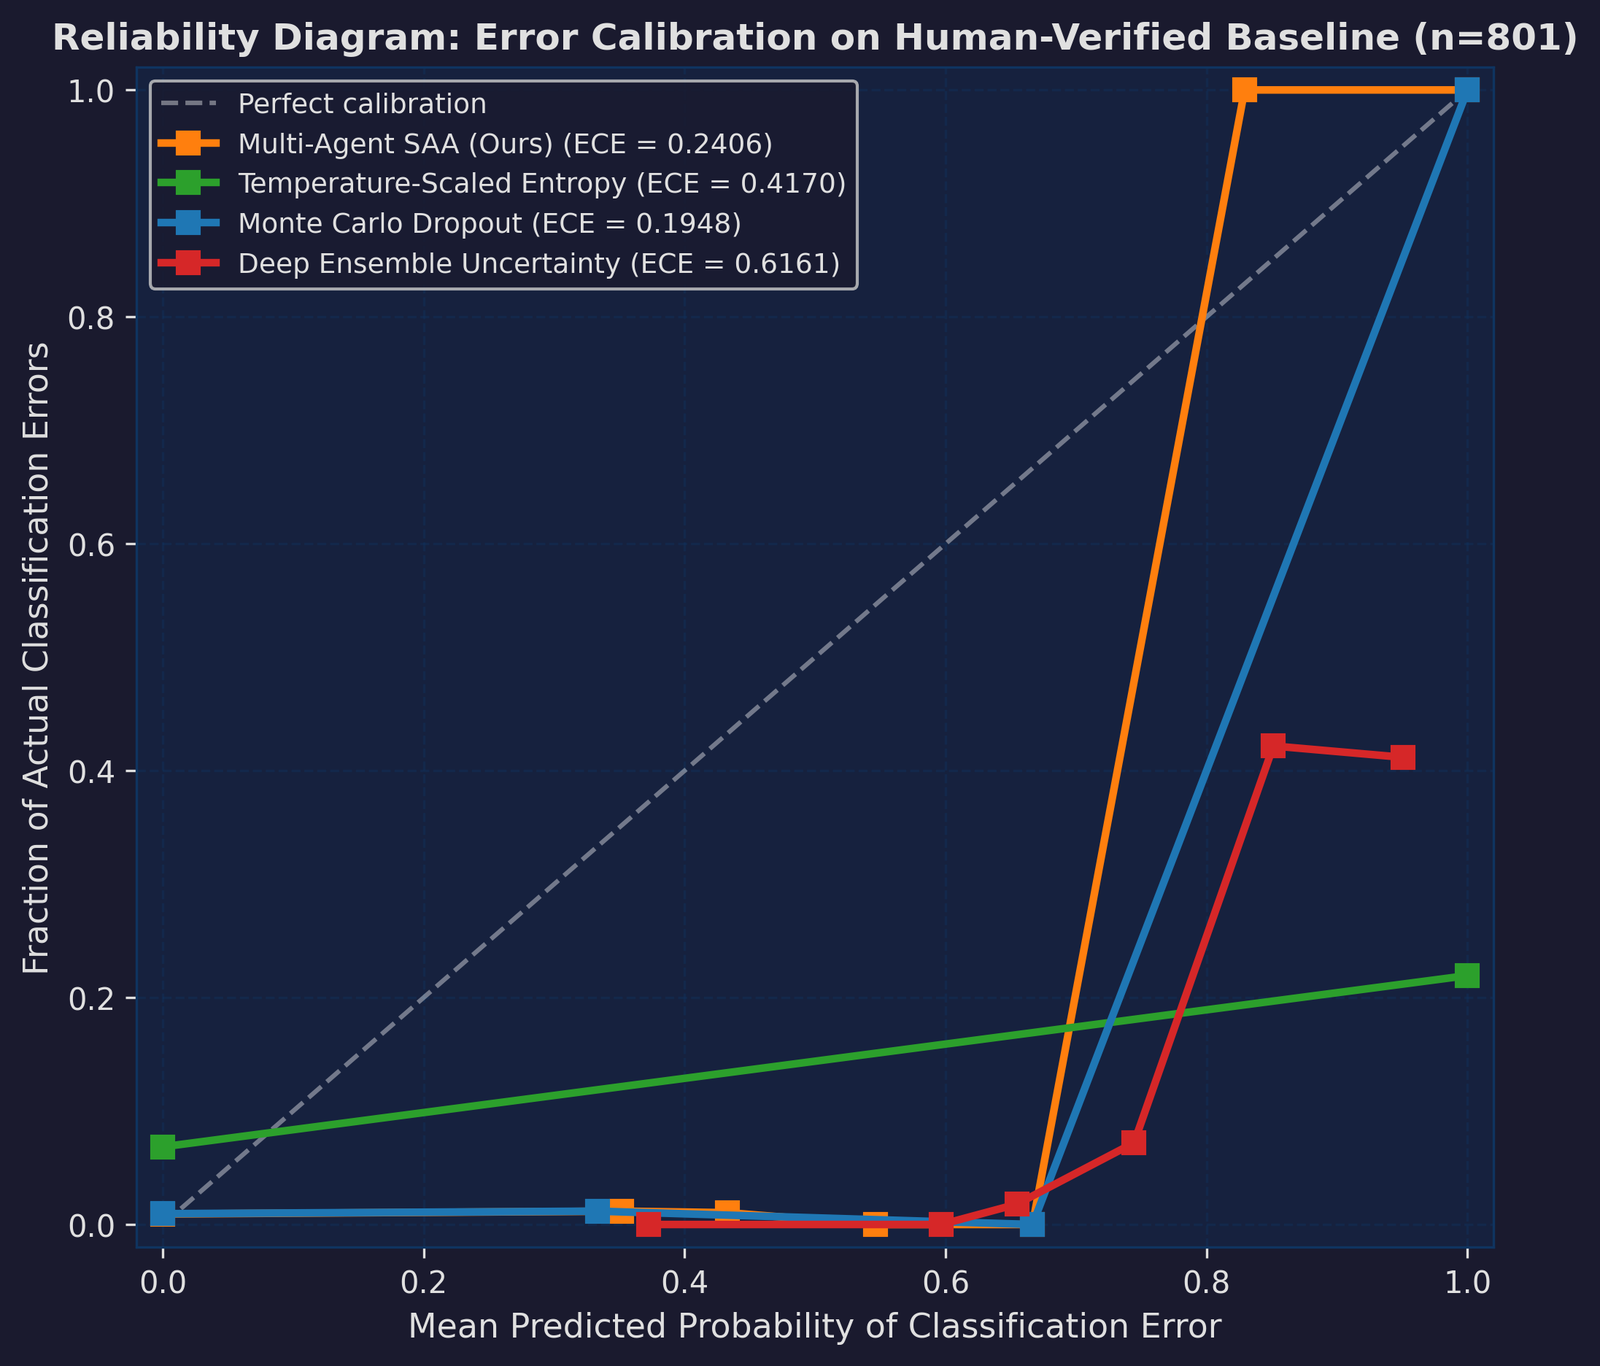 Reliability Diagram: Error Calibration on Human-Verified Baseline (n=801)
Perfect calibration
Multi-Agent SAA (Ours) (ECE = 0.2406)
Temperature-Scaled Entropy (ECE = 0.4170)
Monte Carlo Dropout (ECE = 0.1948)
Deep Ensemble Uncertainty (ECE = 0.6161)
Fraction of Actual Classification Errors
1.0
0.8
0.6
0.4
0.2
0.0
0.0 0.2 0.4 0.6 0.8 1.0
Mean Predicted Probability of Classification Error